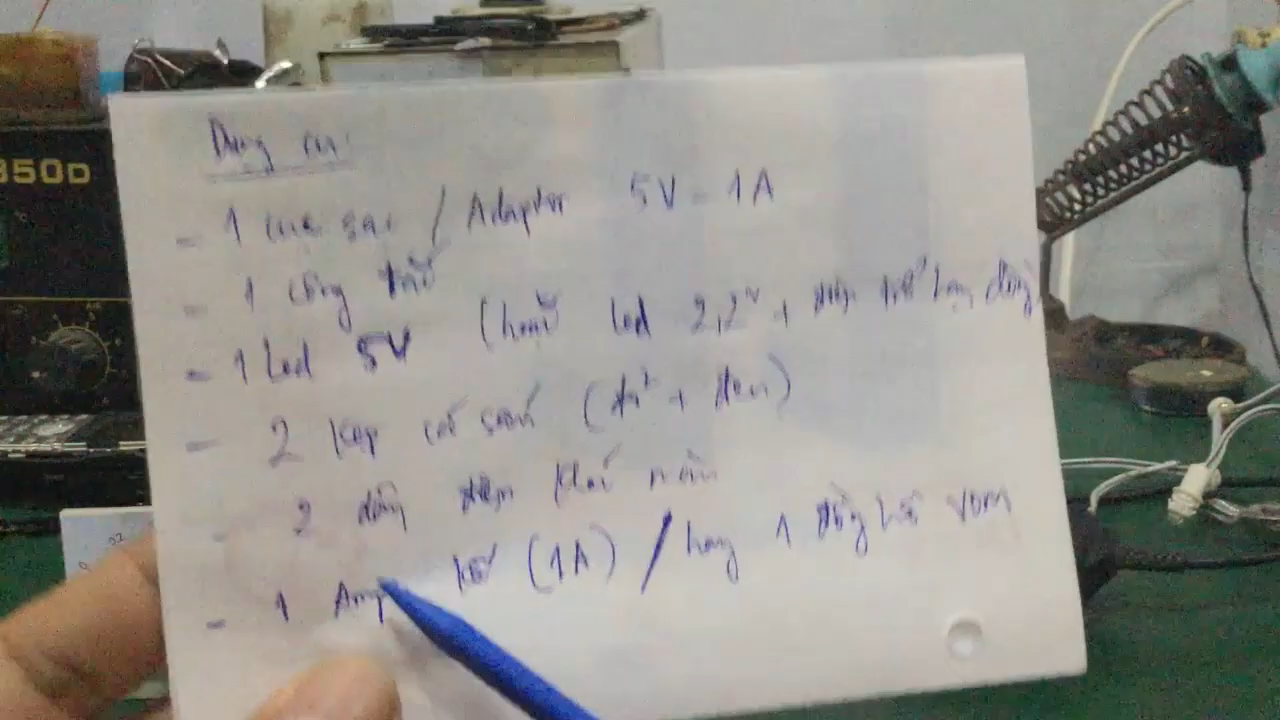 Dụng cụ:
850D
- 1 cục sạc / Adaptor 5V - 1A
- 1 công tắc
- 1 Led 5V (hoặc Led 2,2V + điện trở hạn dòng
- 2 kẹp cá sấu (đỏ + đen)
- 2 dây điện
- 1 Ampe kế (1A) / hay 1 đồng hồ vom